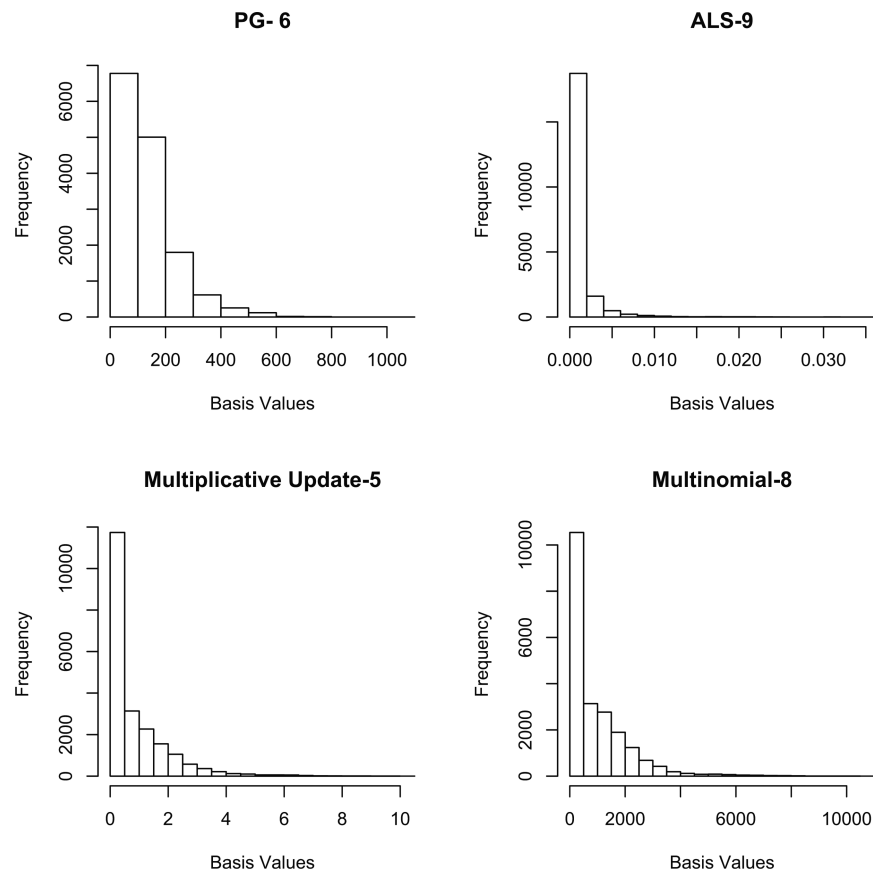 PG- 6
Frequency
0 2000 4000 6000
0 200 400 600 800 1000
Basis Values
ALS-9
Frequency
0 5000 10000
0.000 0.010 0.020 0.030
Basis Values
Multiplicative Update-5
Frequency
0 2000 6000 10000
0 2 4 6 8 10
Basis Values
Multinomial-8
Frequency
0 2000 6000 10000
0 2000 6000 10000
Basis Values